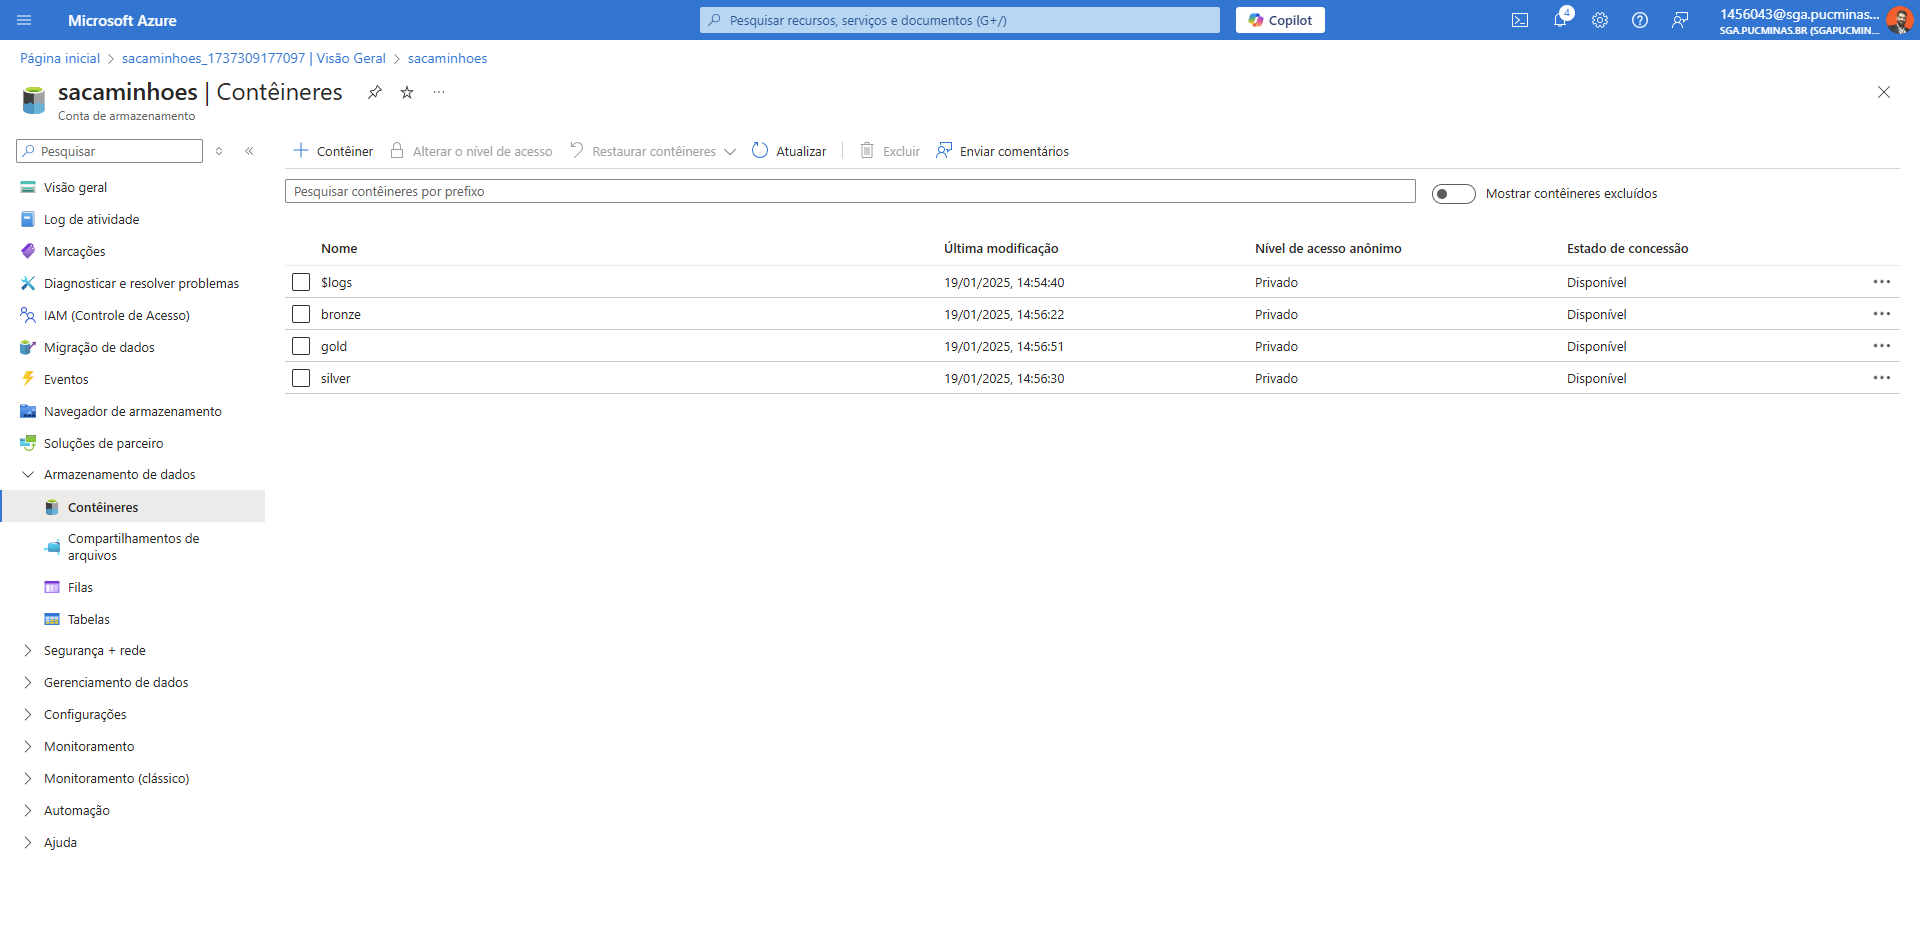 Microsoft Azure
Pesquisar recursos, serviços e documentos (G+/)
Copilot
4
1456043@sga.pucminas...
SGA.PUCMINAS.BR (SGAPUCMIN...
Página inicial > sacaminhoes_1737309177097 | Visão Geral > sacaminhoes
sacaminhoes | Contêineres
Conta de armazenamento
Pesquisar
Visão geral
Log de atividade
Marcações
Diagnosticar e resolver problemas
IAM (Controle de Acesso)
Migração de dados
Eventos
Navegador de armazenamento
Soluções de parceiro
Armazenamento de dados
Contêineres
Compartilhamentos de
arquivos
Filas
Tabelas
Segurança + rede
Gerenciamento de dados
Configurações
Monitoramento
Monitoramento (clássico)
Automação
Ajuda
Contêiner Alterar o nível de acesso Restaurar contêineres Atualizar Excluir Enviar comentários
Pesquisar contêineres por prefixo
Mostrar contêineres excluídos
Nome Última modificação Nível de acesso anônimo Estado de concessão
$logs 19/01/2025, 14:54:40 Privado Disponível
bronze 19/01/2025, 14:56:22 Privado Disponível
gold 19/01/2025, 14:56:51 Privado Disponível
silver 19/01/2025, 14:56:30 Privado Disponível